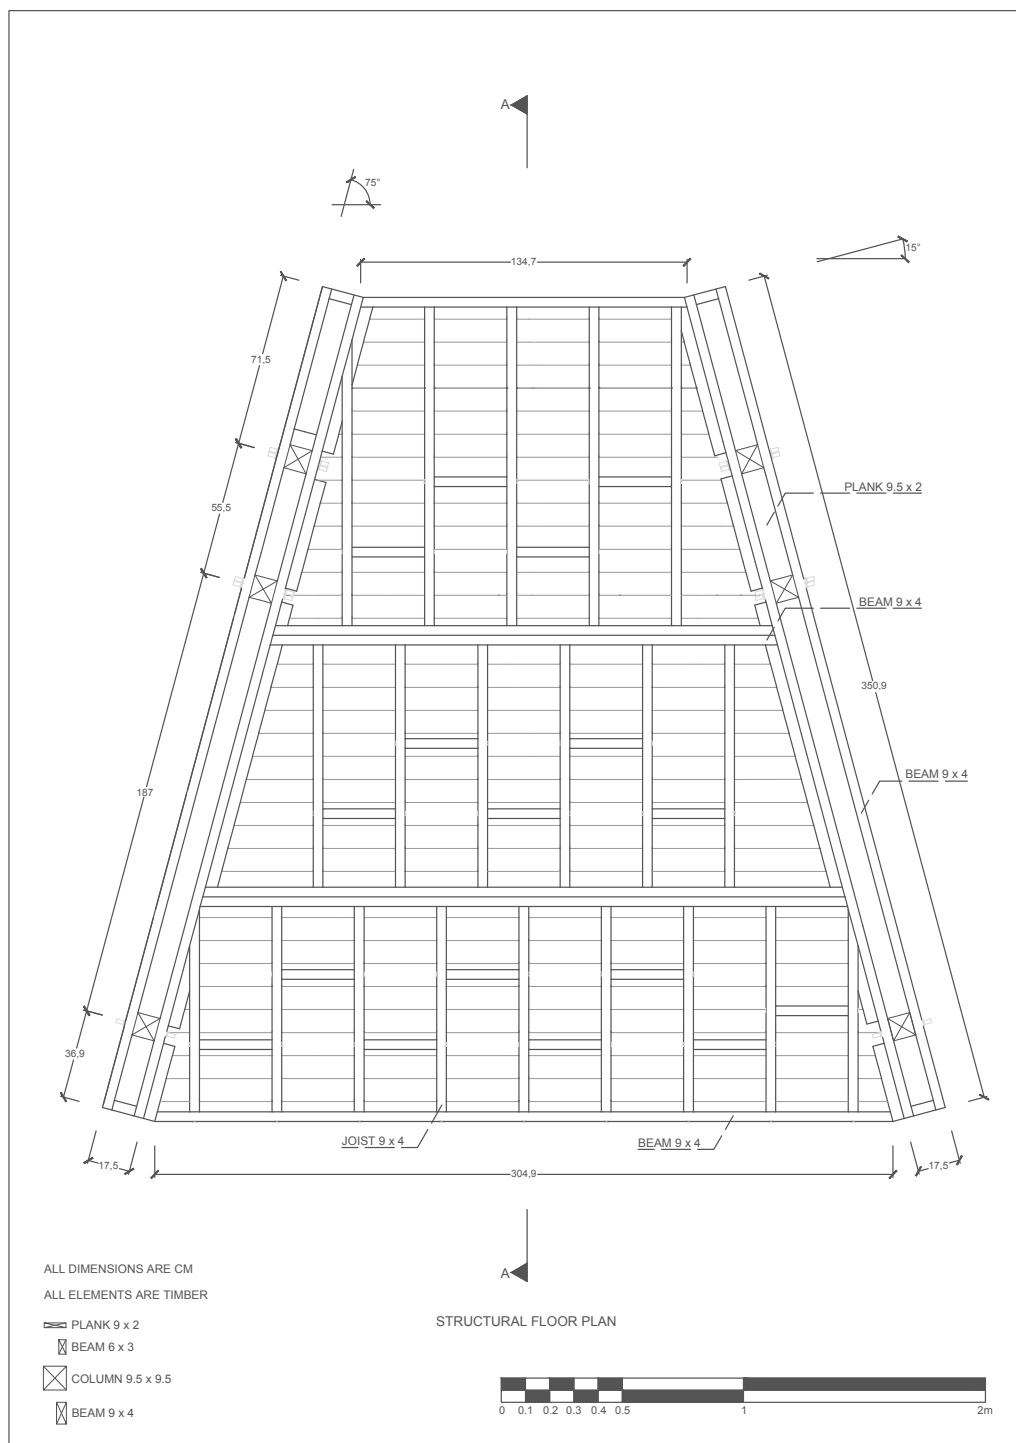 A
75°
15°
134,7
71,5
55,5
PLANK 9.5 x 2
BEAM 9 x 4
350,9
BEAM 9 x 4
187
36,9
JOIST 9 x 4
BEAM 9 x 4
17,5
304,9
17,5
ALL DIMENSIONS ARE CM
ALL ELEMENTS ARE TIMBER
PLANK 9 x 2
BEAM 6 x 3
COLUMN 9.5 x 9.5
BEAM 9 x 4
A
STRUCTURAL FLOOR PLAN
0 0.1 0.2 0.3 0.4 0.5 1 2m